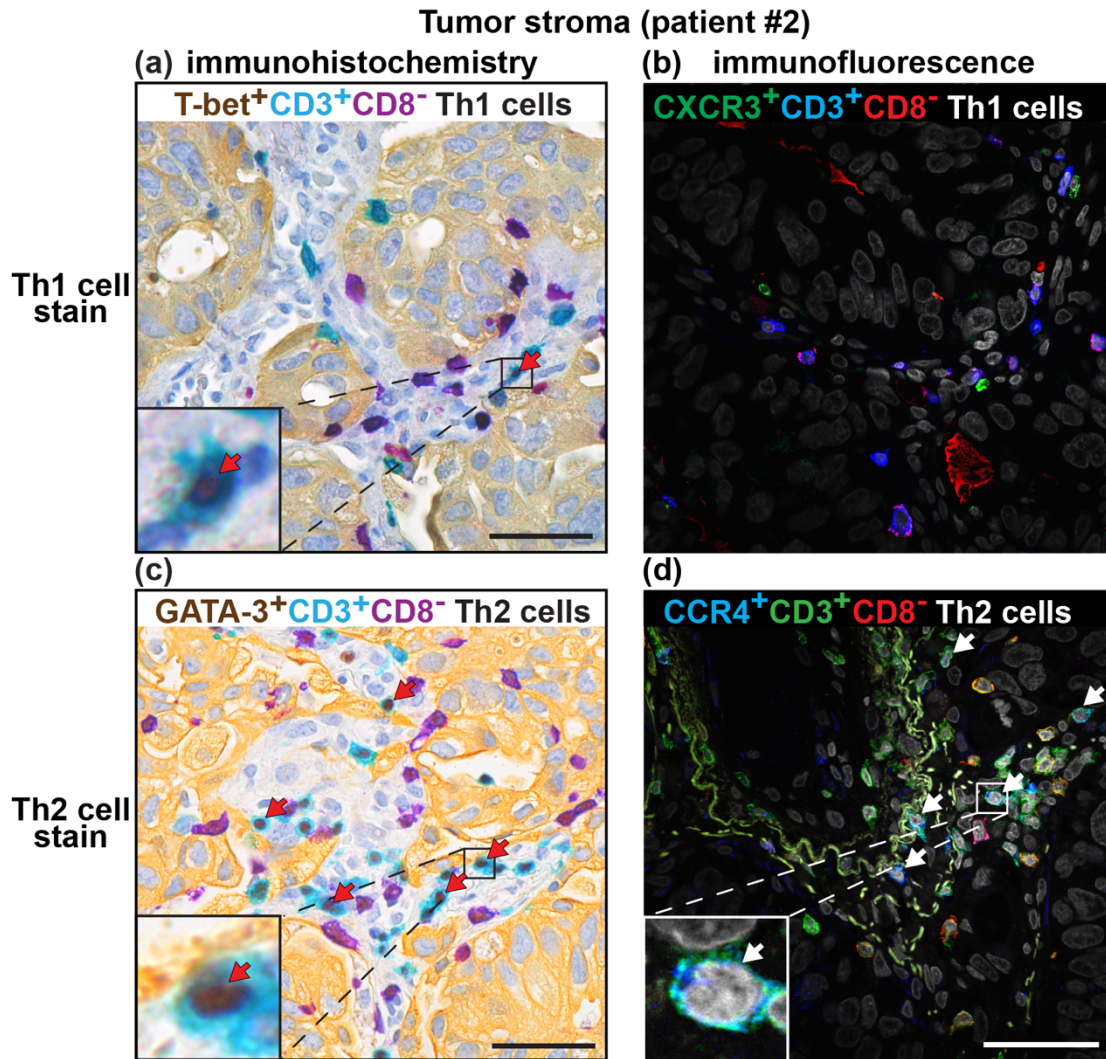 Tumor stroma (patient #2)
(a) immunohistochemistry
T-bet⁺CD3⁺CD8⁻ Th1 cells
(b) immunofluorescence
CXCR3⁺CD3⁺CD8⁻ Th1 cells
Th1 cell
stain
(c)
GATA-3⁺CD3⁺CD8⁻ Th2 cells
(d)
CCR4⁺CD3⁺CD8⁻ Th2 cells
Th2 cell
stain